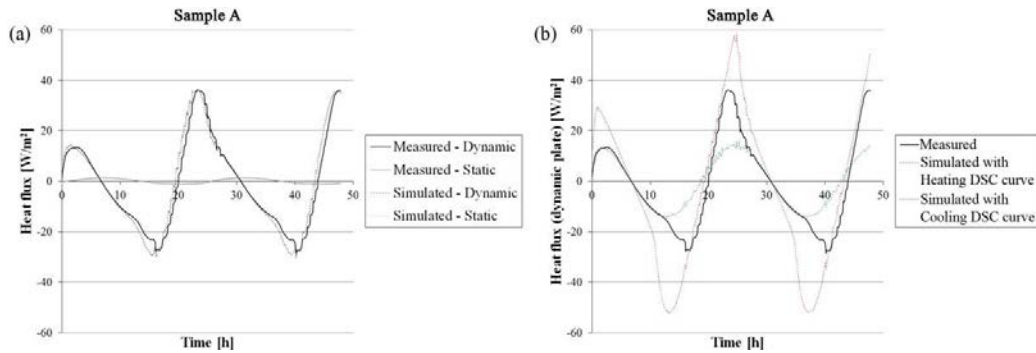 Sample A
(a)
60
40
20
0
-20
-40
-60
0
10
20
30
40
50
Heat flux [W/m²]
Time [h]
Measured - Dynamic
Measured - Static
Simulated - Dynamic
Simulated - Static
Sample A
(b)
60
40
20
0
-20
-40
-60
0
10
20
30
40
50
Heat flux (dynamic plate) [W/m²]
Time [h]
Measured
Simulated with
Heating DSC curve
Simulated with
Cooling DSC curve